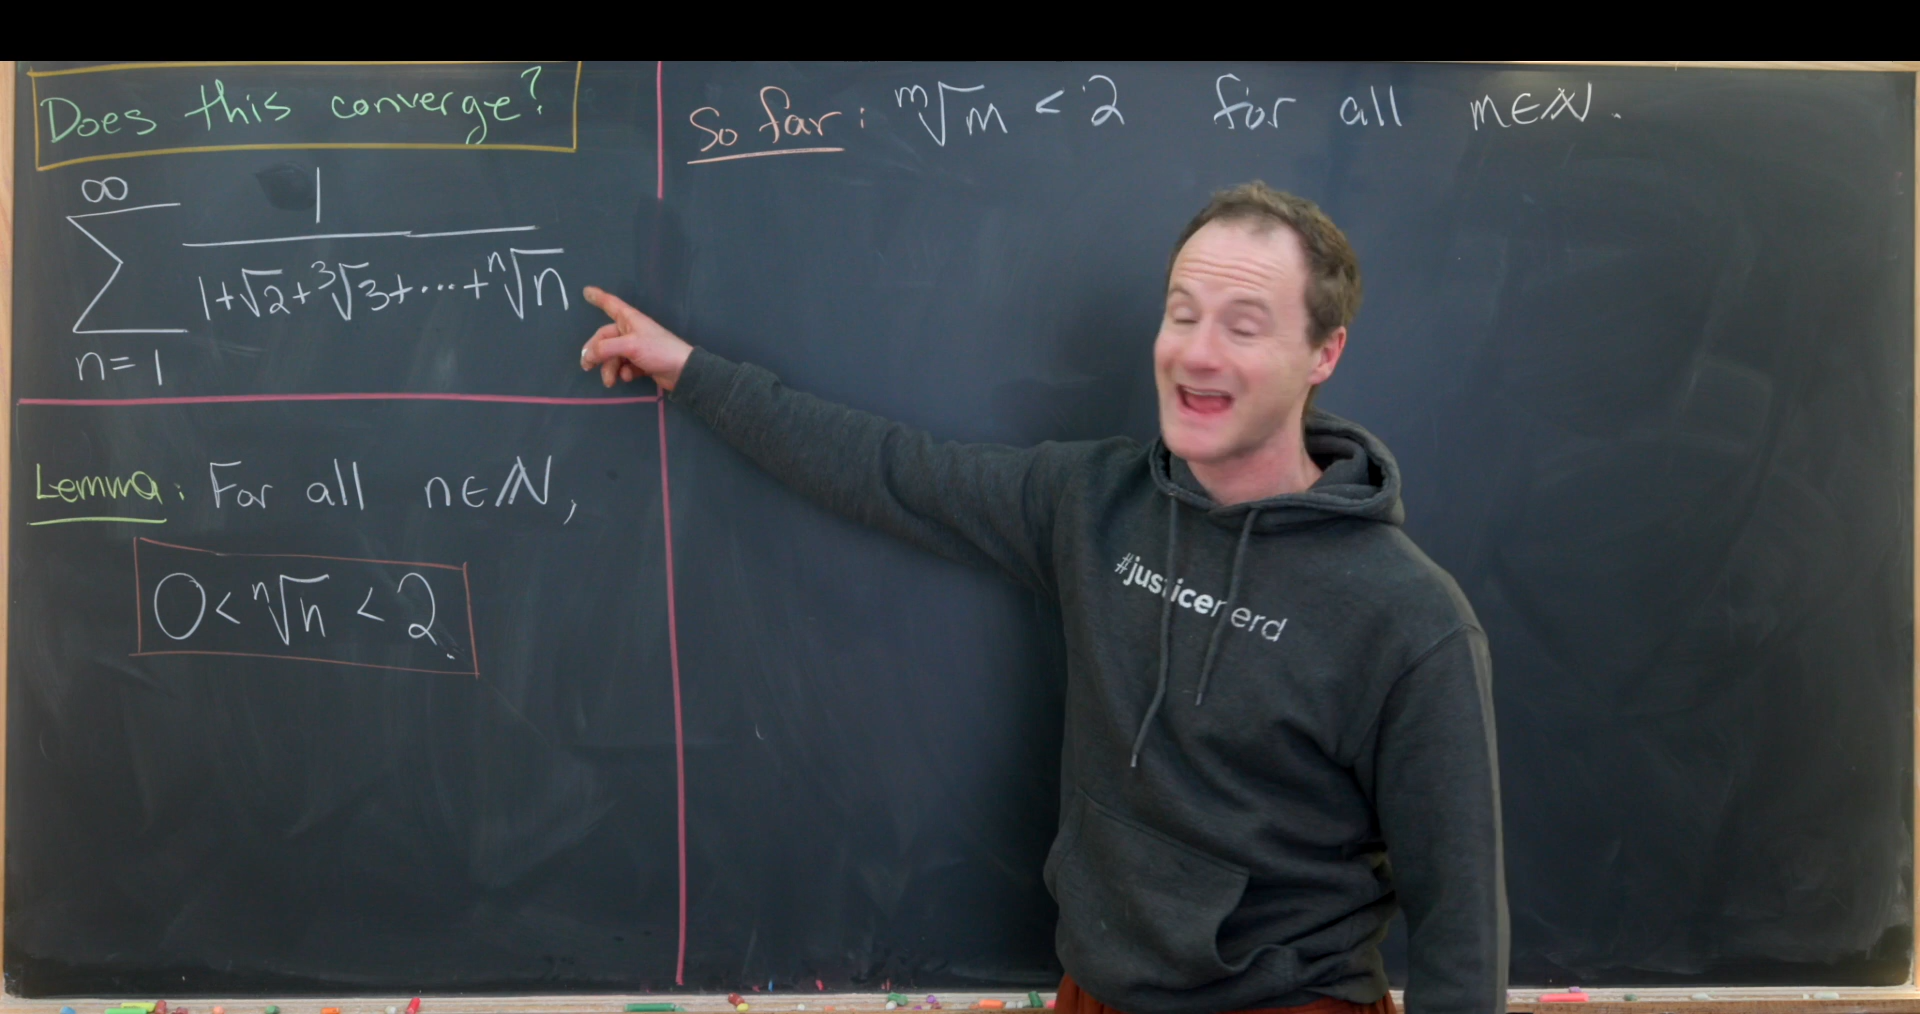 Does this converge?
∞
∑ 1 / (1+√2+³√3+⋯+ⁿ√n)
n=1
Lemma: For all n∈ℕ,
0<ⁿ√n<2.
So far: ᵐ√m<2 for all m∈ℕ.
#justicenerd